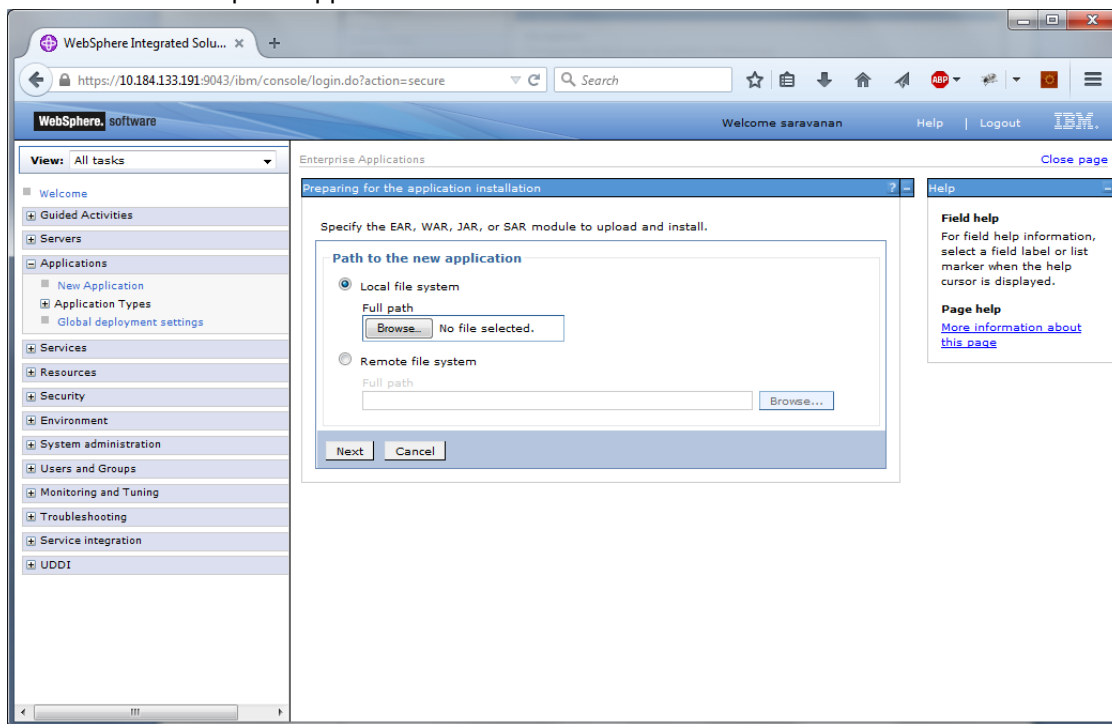 WebSphere Integrated Solu... × +
https://10.184.133.191:9043/ibm/console/login.do?action=secure
Search
ABP
WebSphere. software
Welcome saravanan
Help | Logout
IBM.
View: All tasks
Welcome
Guided Activities
Servers
Applications
New Application
Application Types
Global deployment settings
Services
Resources
Security
Environment
System administration
Users and Groups
Monitoring and Tuning
Troubleshooting
Service integration
UDDI
Enterprise Applications
Close page
Preparing for the application installation
? -
Specify the EAR, WAR, JAR, or SAR module to upload and install.
Path to the new application
Local file system
Full path
Browse... No file selected.
Remote file system
Full path
Browse...
Next Cancel
Help
Field help
For field help information,
select a field label or list
marker when the help
cursor is displayed.
Page help
More information about
this page